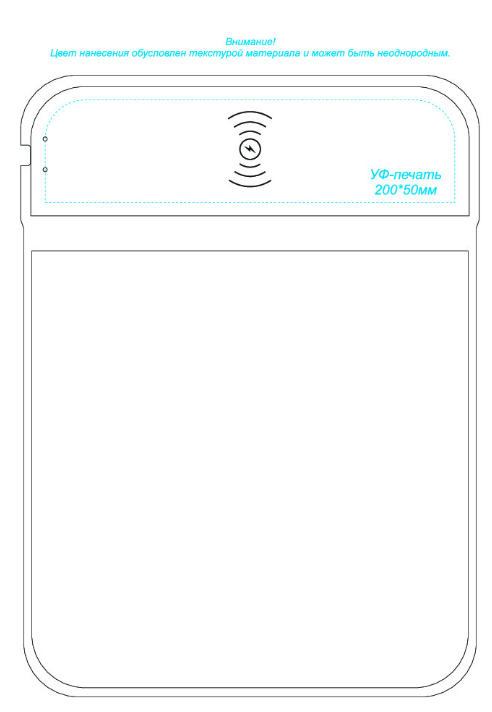 Внимание!
Цвет нанесения обусловлен текстурой материала и может быть неоднородным.
УФ-печать
200*50мм